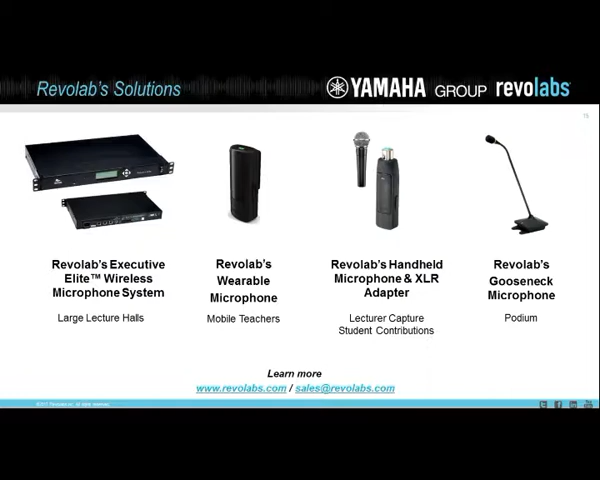 Revolab's Solutions
YAMAHA GROUP revolabs
Revolab's Executive
Elite™ Wireless
Microphone System
Large Lecture Halls
Revolab's
Wearable
Microphone
Mobile Teachers
Revolab's Handheld
Microphone & XLR
Adapter
Lecturer Capture
Student Contributions
Revolab's
Gooseneck
Microphone
Podium
Learn more
www.revolabs.com / sales@revolabs.com